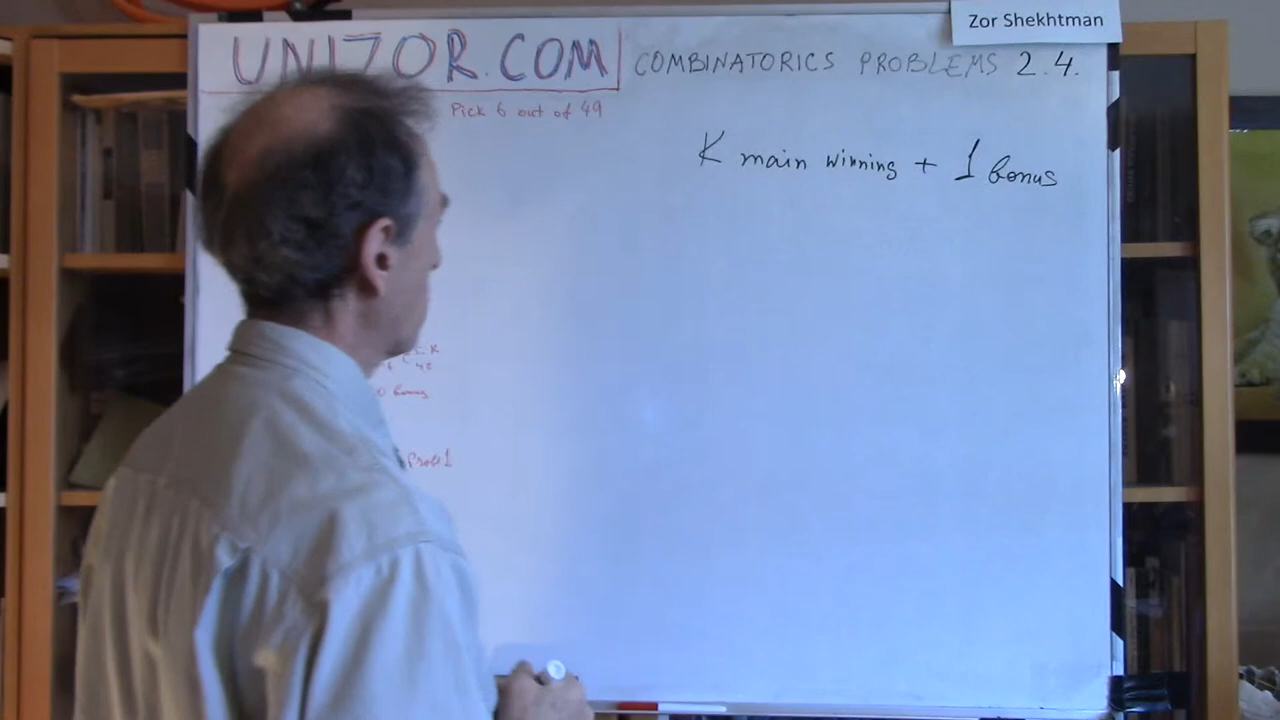 Zor Shekhtman
UNIZOR.COM
COMBINATORICS PROBLEMS 2.4.
Pick 6 out of 49
K main winning + 1 bonus